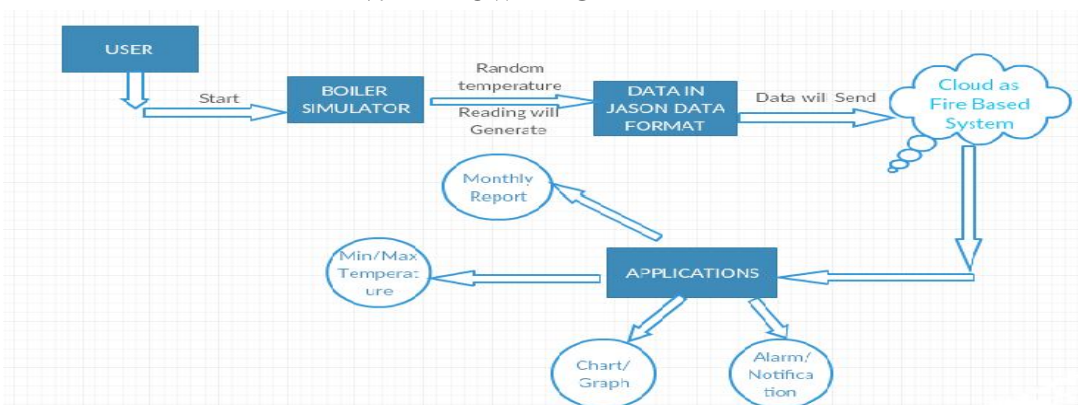 USER
Start
BOILER
SIMULATOR
Random
temperature
Reading will
Generate
DATA IN
JASON DATA
FORMAT
Data will Send
Cloud as
Fire Based
System
Monthly
Report
Min/Max
Temperat
ure
APPLICATIONS
Chart/
Graph
Alarm/
Notifica
tion